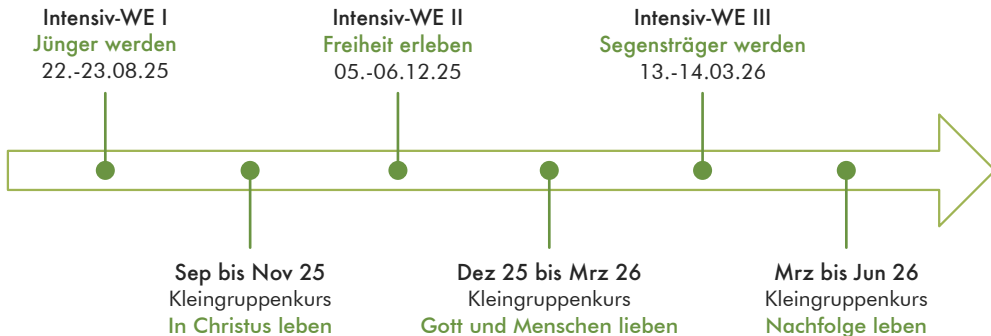 Intensiv-WE I
Jünger werden
22.-23.08.25
Intensiv-WE II
Freiheit erleben
05.-06.12.25
Intensiv-WE III
Segensträger werden
13.-14.03.26
Sep bis Nov 25
Kleingruppenkurs
In Christus leben
Dez 25 bis Mrz 26
Kleingruppenkurs
Gott und Menschen lieben
Mrz bis Jun 26
Kleingruppenkurs
Nachfolge leben